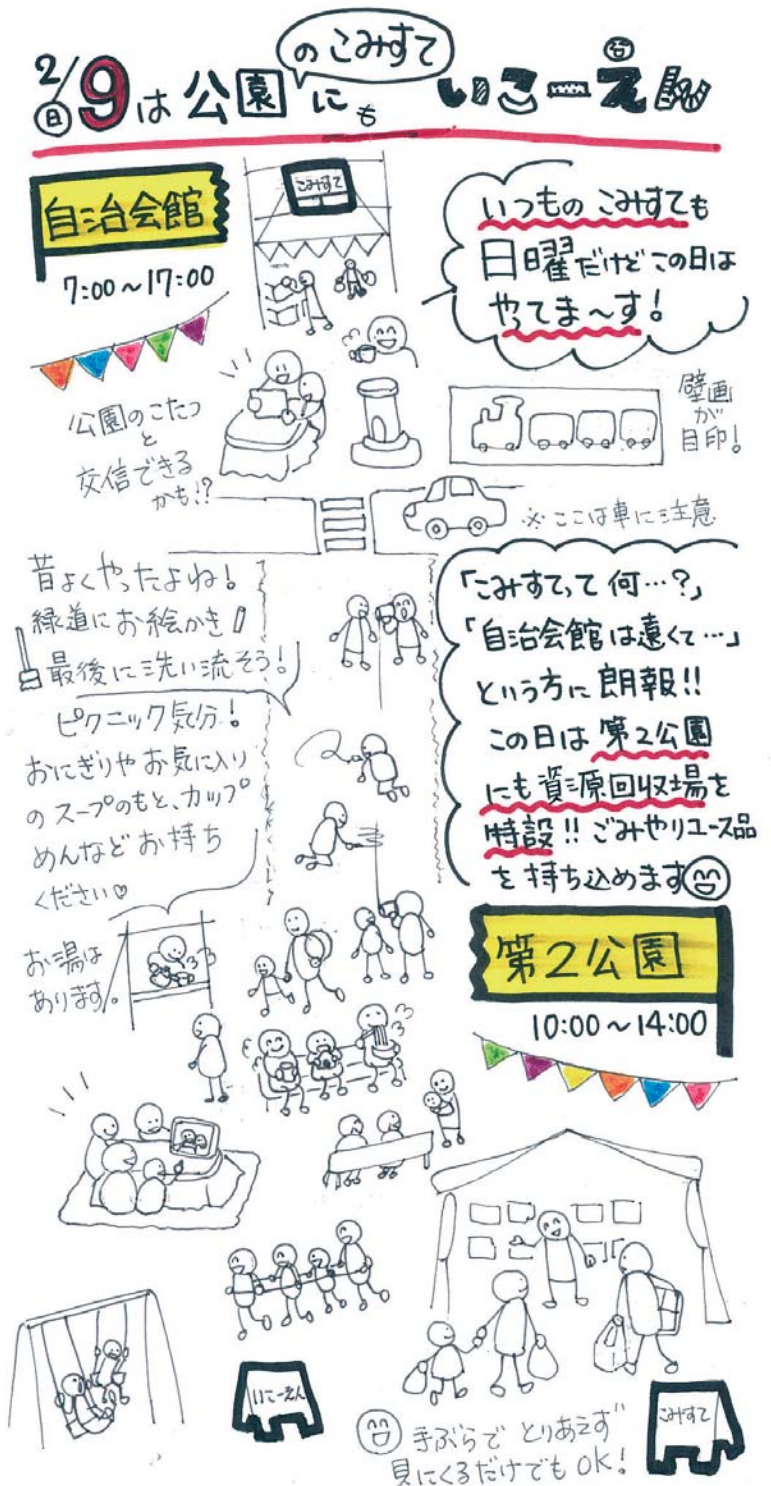 2/9は公園にも いこーえん
日
のこみすて
自治会館
7:00～17:00
こみすて
いつものこみすても
日曜だけどこの日は
やってま～す！
公園のこたつ
と
交信できる
かも!?
壁画
が
目印！
※ここは車に注意
昔よくやったよね！
緑道にお絵かき
最後に洗い流そう！
ピクニック気分！
おにぎりやお気に入り
のスープのもと、カップ
めんなどお持ち
ください♡
お湯は
あります。
「こみすてって何…？」
「自治会館は遠くて…」
という方に朗報!!
この日は第2公園
にも資源回収場を
特設!!ごみやリユース品
を持ち込めます
第2公園
10:00～14:00
いこーえん
こみすて
手ぶらでとりあえず
見にくるだけでもOK！